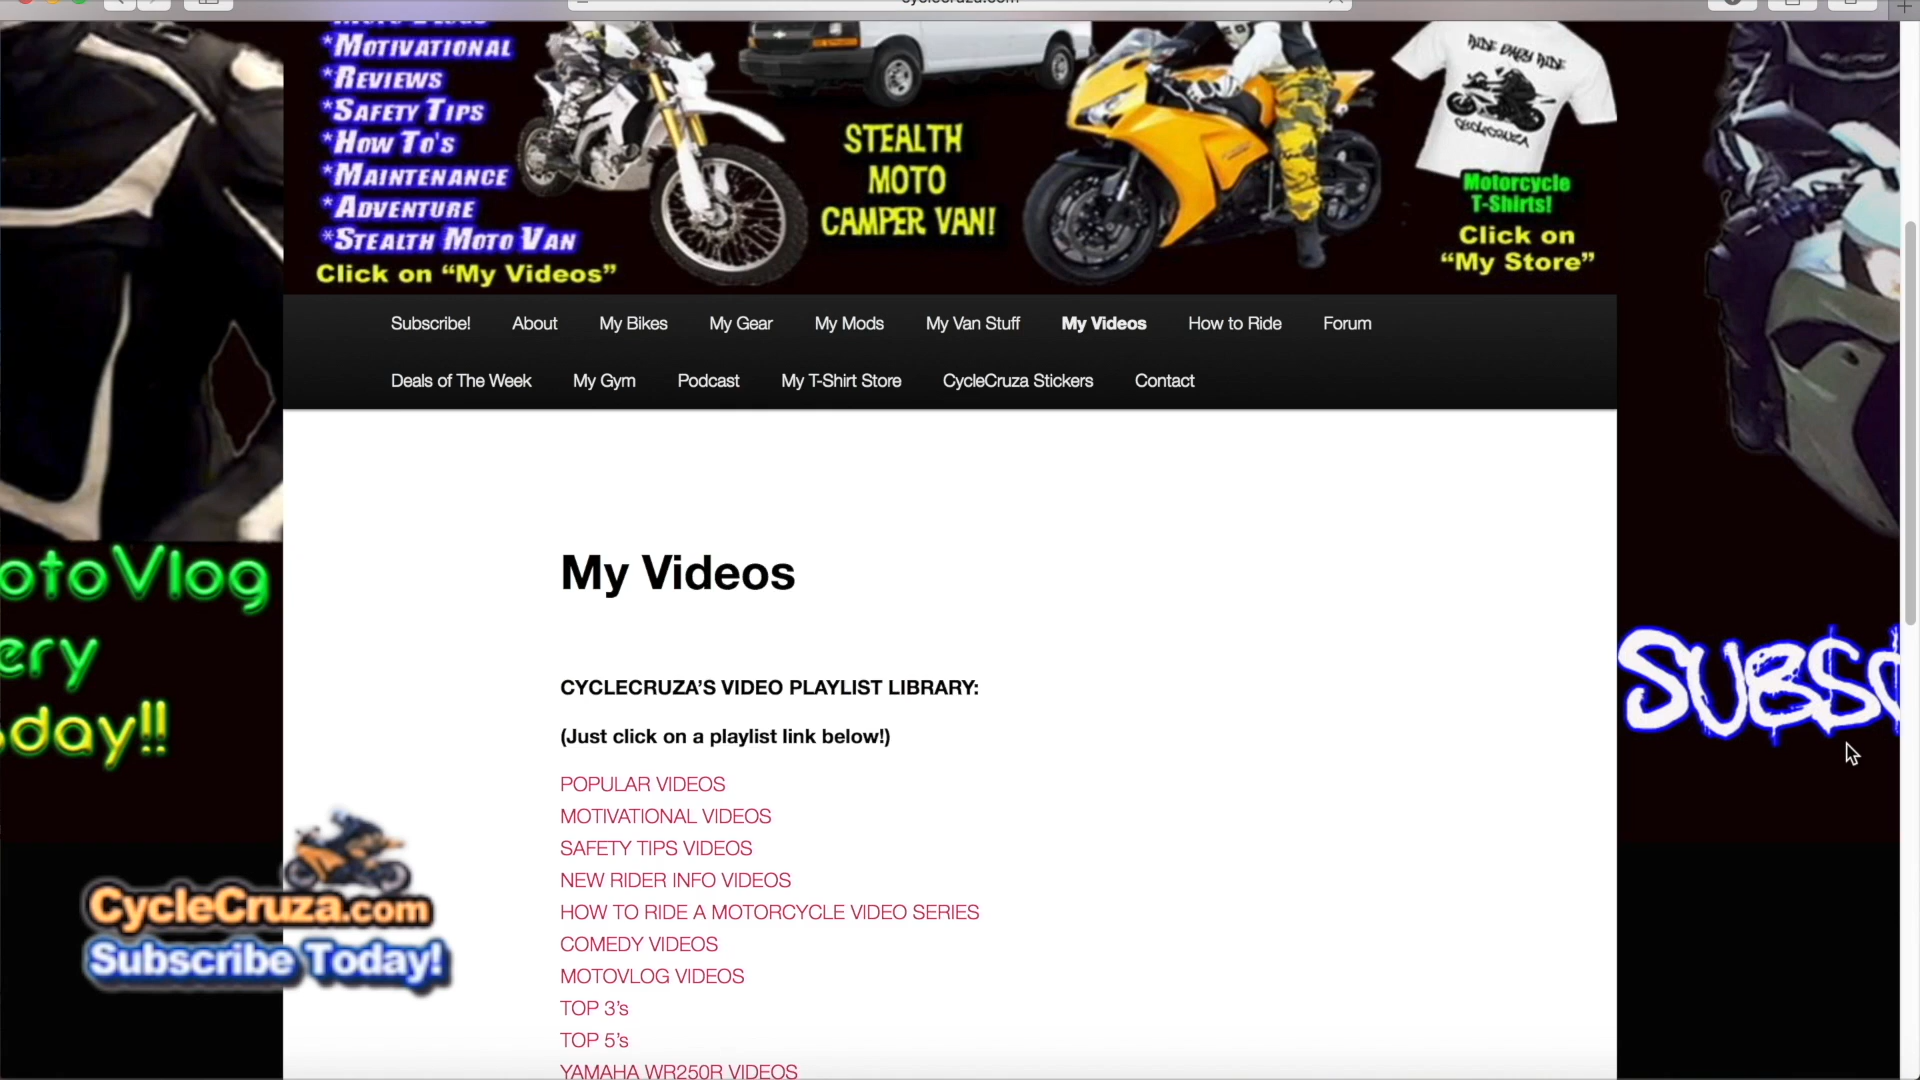 *MOTIVATIONAL
*REVIEWS
*SAFETY TIPS
*HOW TO'S
*MAINTENANCE
*ADVENTURE
*STEALTH MOTO VAN
Click on “My Videos”
STEALTH
MOTO
CAMPER VAN!
RIDE BABY RIDE
CYCLECRUZA
Motorcycle
T-Shirts!
Click on
“My Store”
Subscribe! About My Bikes My Gear My Mods My Van Stuff My Videos How to Ride Forum
Deals of The Week My Gym Podcast My T-Shirt Store CycleCruza Stickers Contact
My Videos
CYCLECRUZA’S VIDEO PLAYLIST LIBRARY:
(Just click on a playlist link below!)
POPULAR VIDEOS
MOTIVATIONAL VIDEOS
SAFETY TIPS VIDEOS
NEW RIDER INFO VIDEOS
HOW TO RIDE A MOTORCYCLE VIDEO SERIES
COMEDY VIDEOS
MOTOVLOG VIDEOS
TOP 3’s
TOP 5’s
YAMAHA WR250R VIDEOS
otoVlog
ery
sday!!
SUBSC
CycleCruza.com
Subscribe Today!